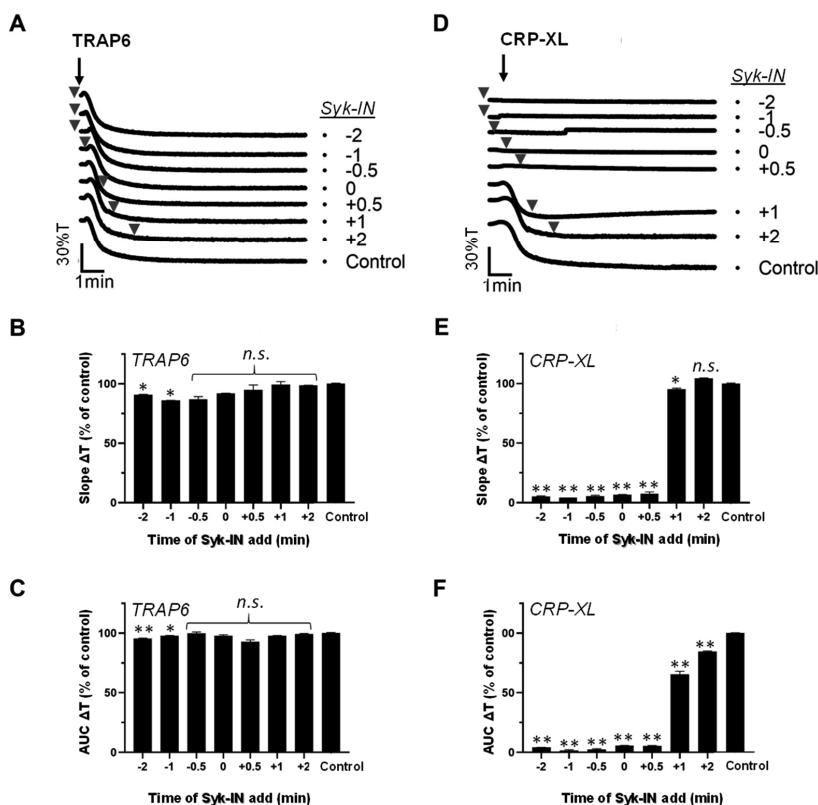 A
TRAP6
Syk-IN
-2
-1
-0.5
0
+0.5
+1
+2
Control
30%T
1min
D
CRP-XL
Syk-IN
-2
-1
-0.5
0
+0.5
+1
+2
Control
30%T
1min
B
TRAP6
n.s.
* *
Slope ΔT (% of control)
100
50
0
-2 -1 -0.5 0 +0.5 +1 +2 Control
Time of Syk-IN add (min)
E
CRP-XL
n.s.
*
** ** ** ** **
Slope ΔT (% of control)
100
50
0
-2 -1 -0.5 0 +0.5 +1 +2 Control
Time of Syk-IN add (min)
C
TRAP6
n.s.
** *
AUC ΔT (% of control)
100
50
0
-2 -1 -0.5 0 +0.5 +1 +2 Control
Time of Syk-IN add (min)
F
CRP-XL
** **
** ** ** ** **
AUC ΔT (% of control)
00
50
0
-2 -1 -0.5 0 +0.5 +1 +2 Control
Time of Syk-IN add (min)